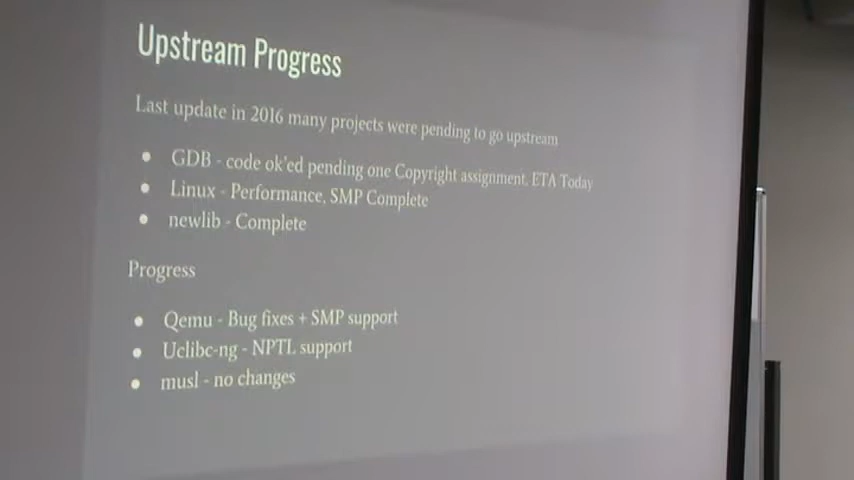 Upstream Progress
Last update in 2016 many projects were pending to go upstream
● GDB - code ok'ed pending one Copyright assignment, ETA Today
● Linux - Performance, SMP Complete
● newlib - Complete
Progress
● Qemu - Bug fixes + SMP support
● Uclibc-ng - NPTL support
● musl - no changes